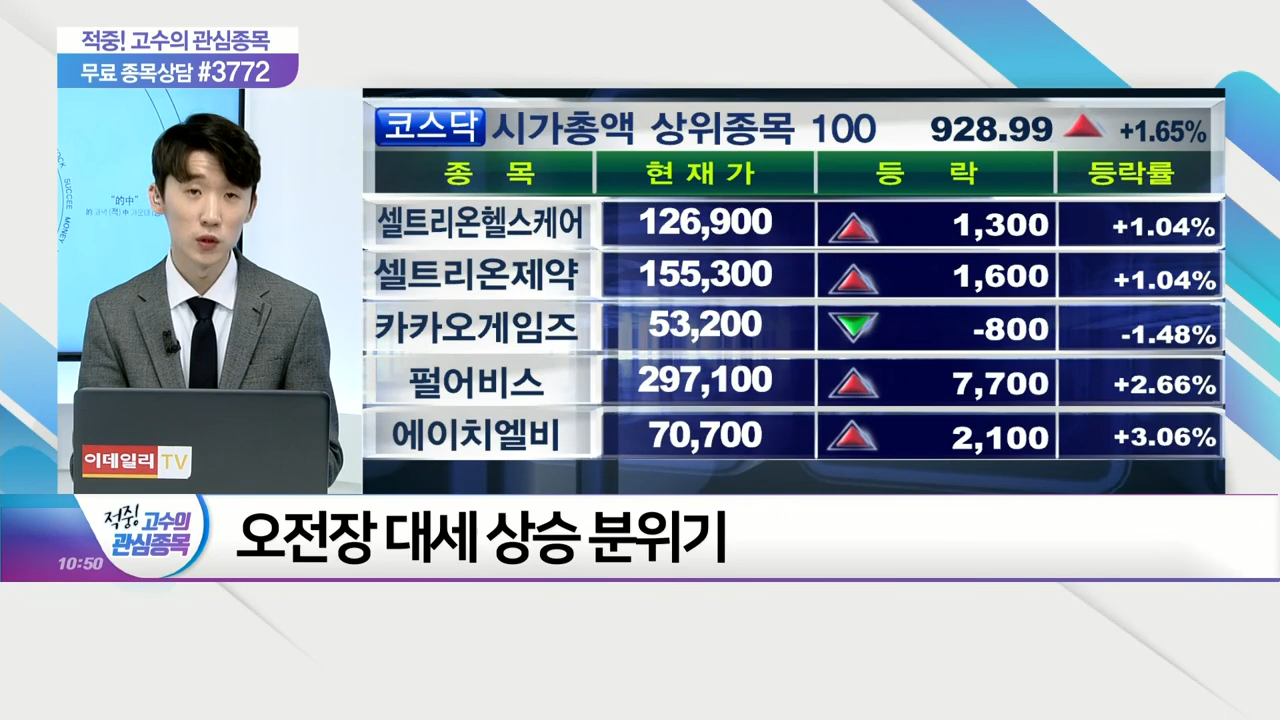 적중! 고수의 관심종목
무료 종목상담 #3772
SUCCEE MONEY
"的中"
코스닥 시가총액 상위종목 100 928.99 ▲ +1.65%
종 목 현 재 가 등 락 등락률
셀트리온헬스케어 126,900 ▲ 1,300 +1.04%
셀트리온제약 155,300 ▲ 1,600 +1.04%
카카오게임즈 53,200 ▼ -800 -1.48%
펄어비스 297,100 ▲ 7,700 +2.66%
에이치엘비 70,700 ▲ 2,100 +3.06%
이데일리 TV
적중! 고수의
관심종목
10:50
오전장 대세 상승 분위기